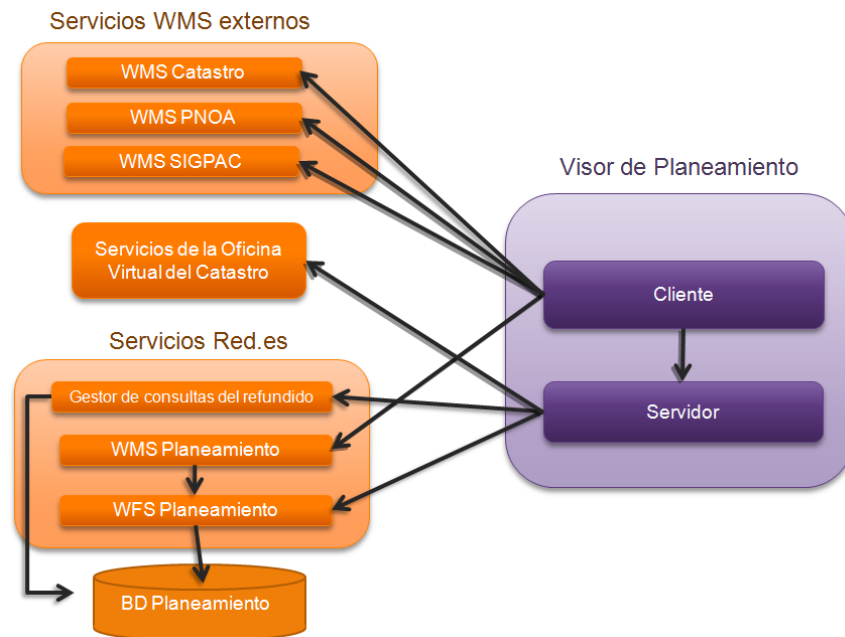 Servicios WMS externos
WMS Catastro
WMS PNOA
WMS SIGPAC
Servicios de la Oficina
Virtual del Catastro
Servicios Red.es
Gestor de consultas del refundido
WMS Planeamiento
WFS Planeamiento
BD Planeamiento
Visor de Planeamiento
Cliente
Servidor